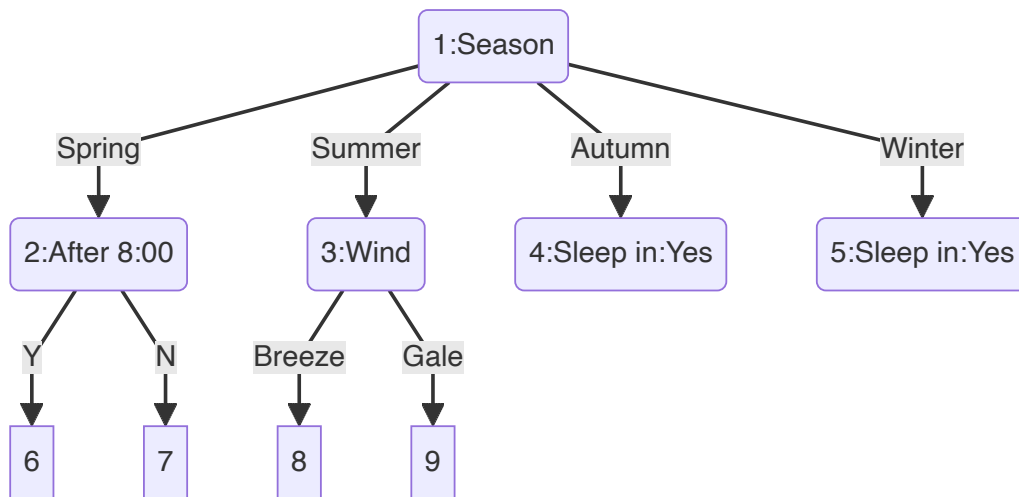 1:Season
Spring
Summer
Autumn
Winter
2:After 8:00
3:Wind
4:Sleep in:Yes
5:Sleep in:Yes
Y
N
Breeze
Gale
6
7
8
9